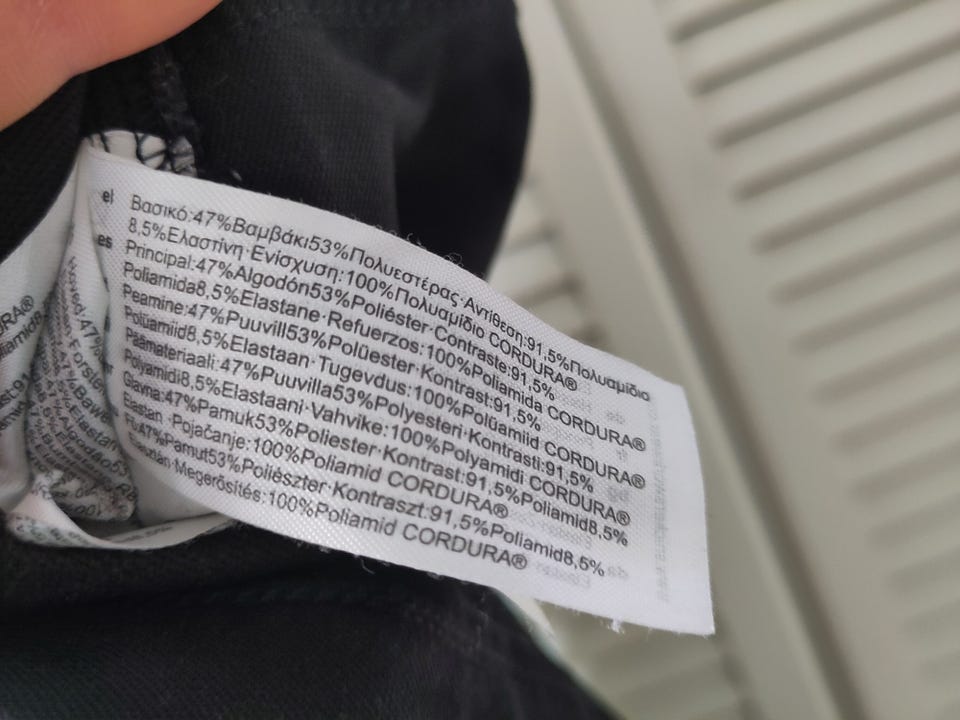 el Βασικό:47%Βαμβάκι53%Πολυεστέρας·Αντίθεση:91,5%Πολυαμίδιο
8,5%Ελαστίνη·Ενίσχυση:100%Πολυαμίδιο CORDURA®
es Principal:47%Algodón53%Poliéster·Contraste:91,5%
Poliamida8,5%Elastane·Refuerzos:100%Poliamida CORDURA®
Peamine:47%Puuvill53%Polüester·Kontrast:91,5%
Polüamiid8,5%Elastaan·Tugevdus:100%Polüamiid CORDURA®
Päämateriaali:47%Puuvilla53%Polyesteri·Kontrasti:91,5%
Polyamidi8,5%Elastaani·Vahvike:100%Polyamidi CORDURA®
Glavna:47%Pamuk53%Poliester·Kontrast:91,5%Poliamid8,5%
Elastan ·Pojačanje:100%Poliamid CORDURA®
Fő:47%Pamut53%Poliészter·Kontraszt:91,5%Poliamid8,5%
Elasztán·Megerősítés:100%Poliamid CORDURA®